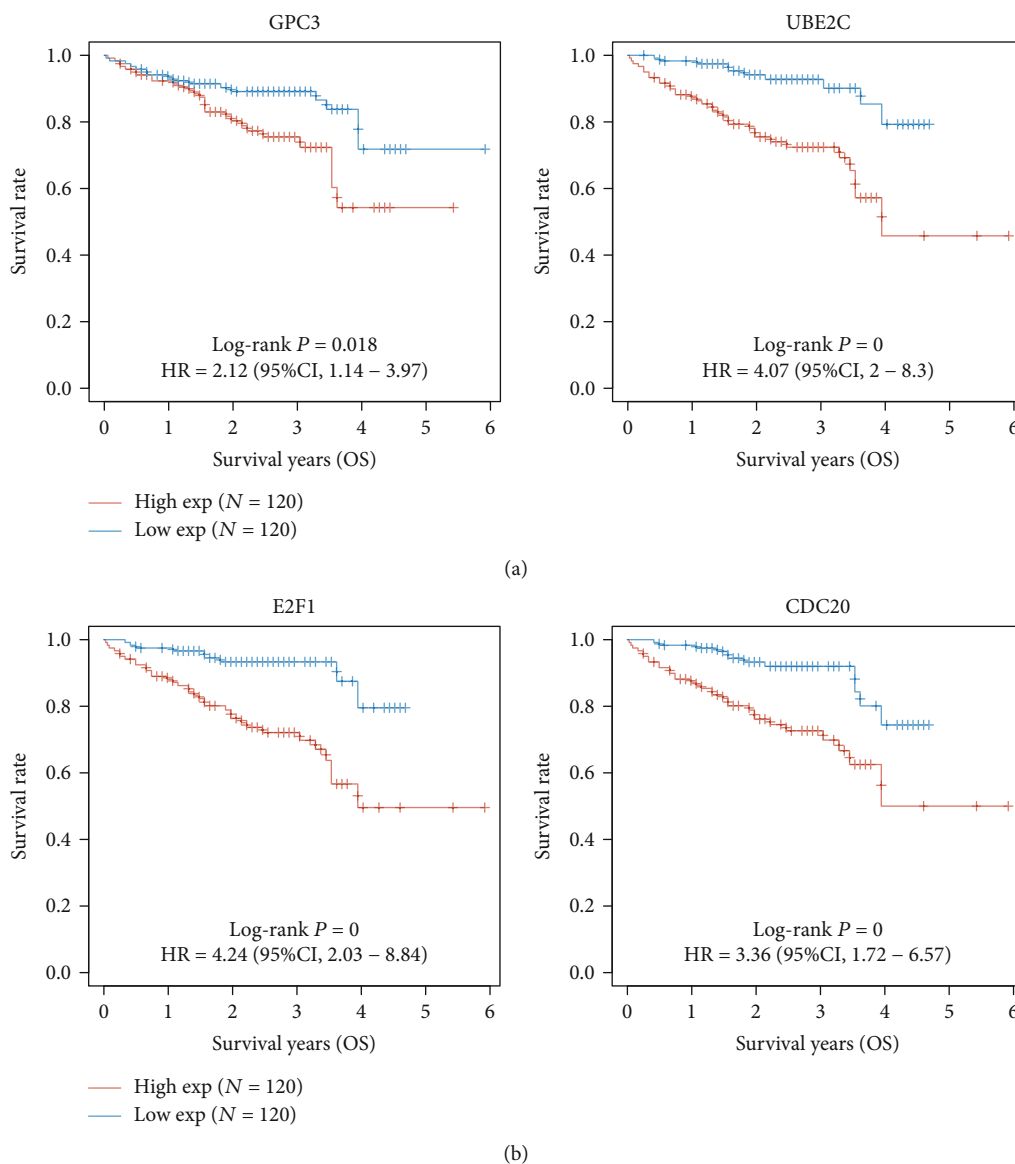 GPC3
1.0
0.8
0.6
0.4
0.2
0.0
Survival rate
Log-rank P = 0.018
HR = 2.12 (95%CI, 1.14 – 3.97)
0 1 2 3 4 5 6
Survival years (OS)
High exp (N = 120)
Low exp (N = 120)
UBE2C
1.0
0.8
0.6
0.4
0.2
0.0
Survival rate
Log-rank P = 0
HR = 4.07 (95%CI, 2 – 8.3)
0 1 2 3 4 5 6
Survival years (OS)
(a)
E2F1
1.0
0.8
0.6
0.4
0.2
0.0
Survival rate
Log-rank P = 0
HR = 4.24 (95%CI, 2.03 – 8.84)
0 1 2 3 4 5 6
Survival years (OS)
High exp (N = 120)
Low exp (N = 120)
CDC20
1.0
0.8
0.6
0.4
0.2
0.0
Survival rate
Log-rank P = 0
HR = 3.36 (95%CI, 1.72 – 6.57)
0 1 2 3 4 5 6
Survival years (OS)
(b)